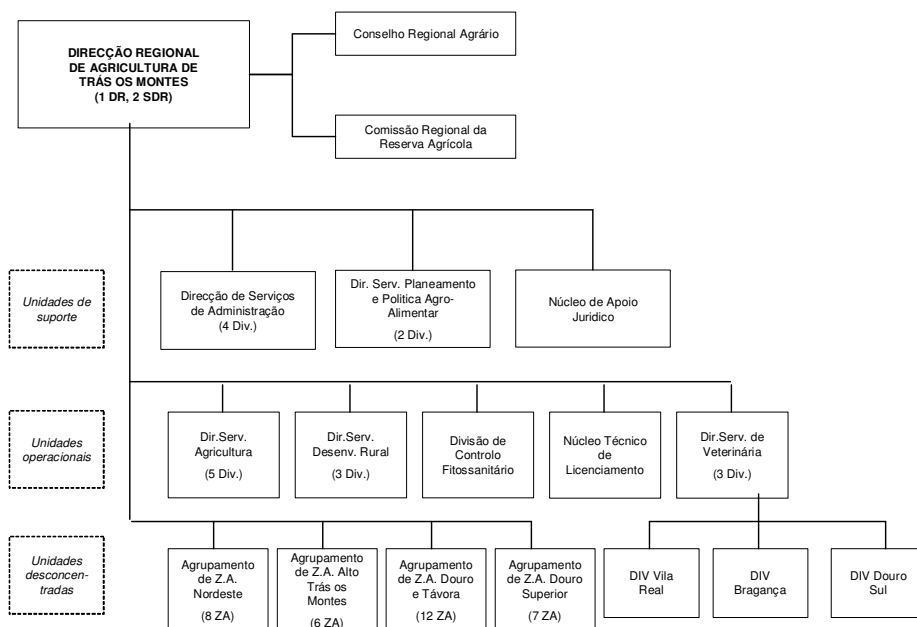 DIRECÇÃO REGIONAL
DE AGRICULTURA DE
TRÁS OS MONTES
(1 DR, 2 SDR)
Conselho Regional Agrário
Comissão Regional da
Reserva Agrícola
Unidades de
suporte
Direcção de Serviços
de Administração
(4 Div.)
Dir. Serv. Planeamento
e Politica Agro-
Alimentar
(2 Div.)
Núcleo de Apoio
Juridico
Unidades
operacionais
Dir.Serv.
Agricultura
(5 Div.)
Dir.Serv.
Desenv. Rural
(3 Div.)
Divisão de
Controlo
Fitossanitário
Núcleo Técnico
de
Licenciamento
Dir.Serv. de
Veterinária
(3 Div.)
Unidades
desconcen-
tradas
Agrupamento
de Z.A.
Nordeste
(8 ZA)
Agrupamento
de Z.A. Alto
Trás os
Montes
(6 ZA)
Agrupamento
de Z.A. Douro
e Távora
(12 ZA)
Agrupamento
de Z.A. Douro
Superior
(7 ZA)
DIV Vila
Real
DIV
Bragança
DIV Douro
Sul